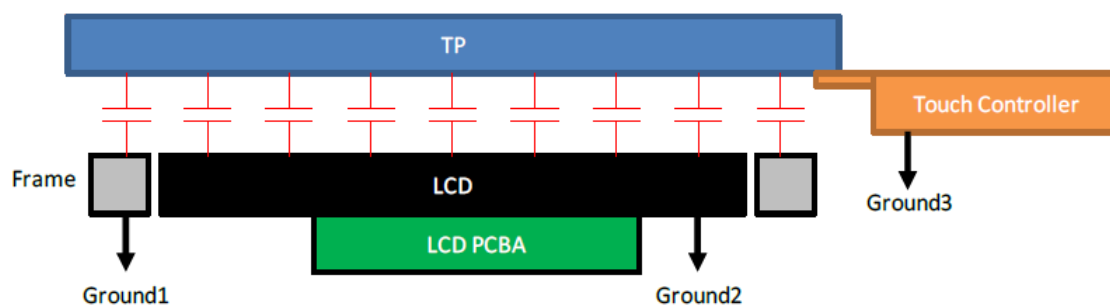 TP
Touch Controller
Frame
LCD
Ground3
LCD PCBA
Ground1
Ground2